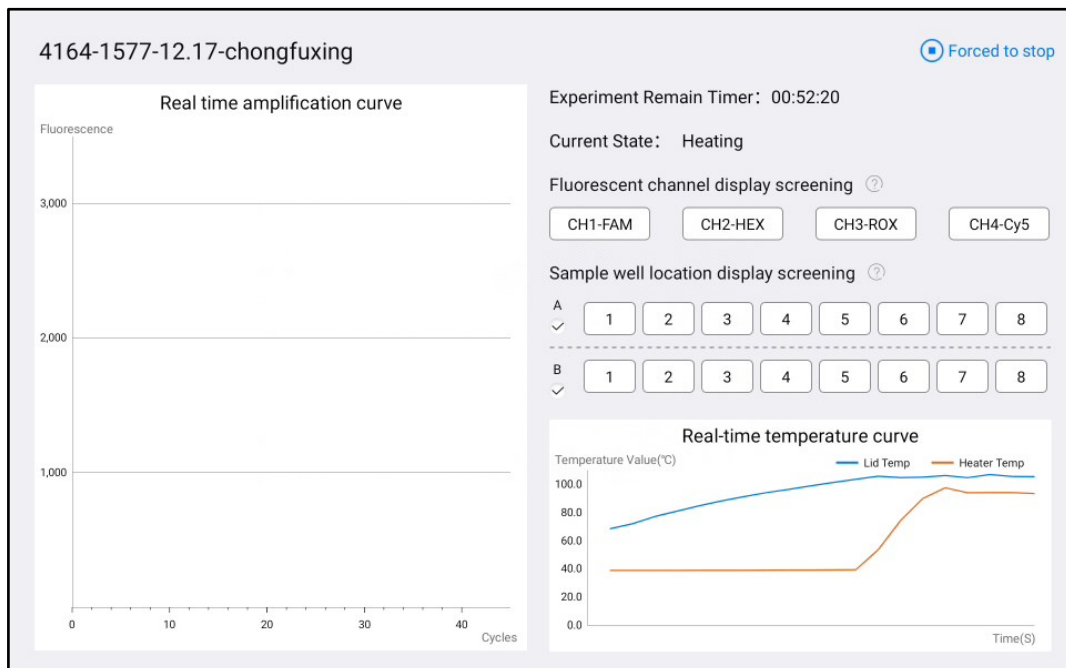 4164-1577-12.17-chongfuxing
Forced to stop
Real time amplification curve
Fluorescence
3,000
2,000
1,000
0 10 20 30 40
Cycles
Experiment Remain Timer: 00:52:20
Current State: Heating
Fluorescent channel display screening ?
CH1-FAM CH2-HEX CH3-ROX CH4-Cy5
Sample well location display screening ?
A 1 2 3 4 5 6 7 8
B 1 2 3 4 5 6 7 8
Real-time temperature curve
Temperature Value(℃) Lid Temp Heater Temp
100.0
80.0
60.0
40.0
20.0
0.0
Time(S)